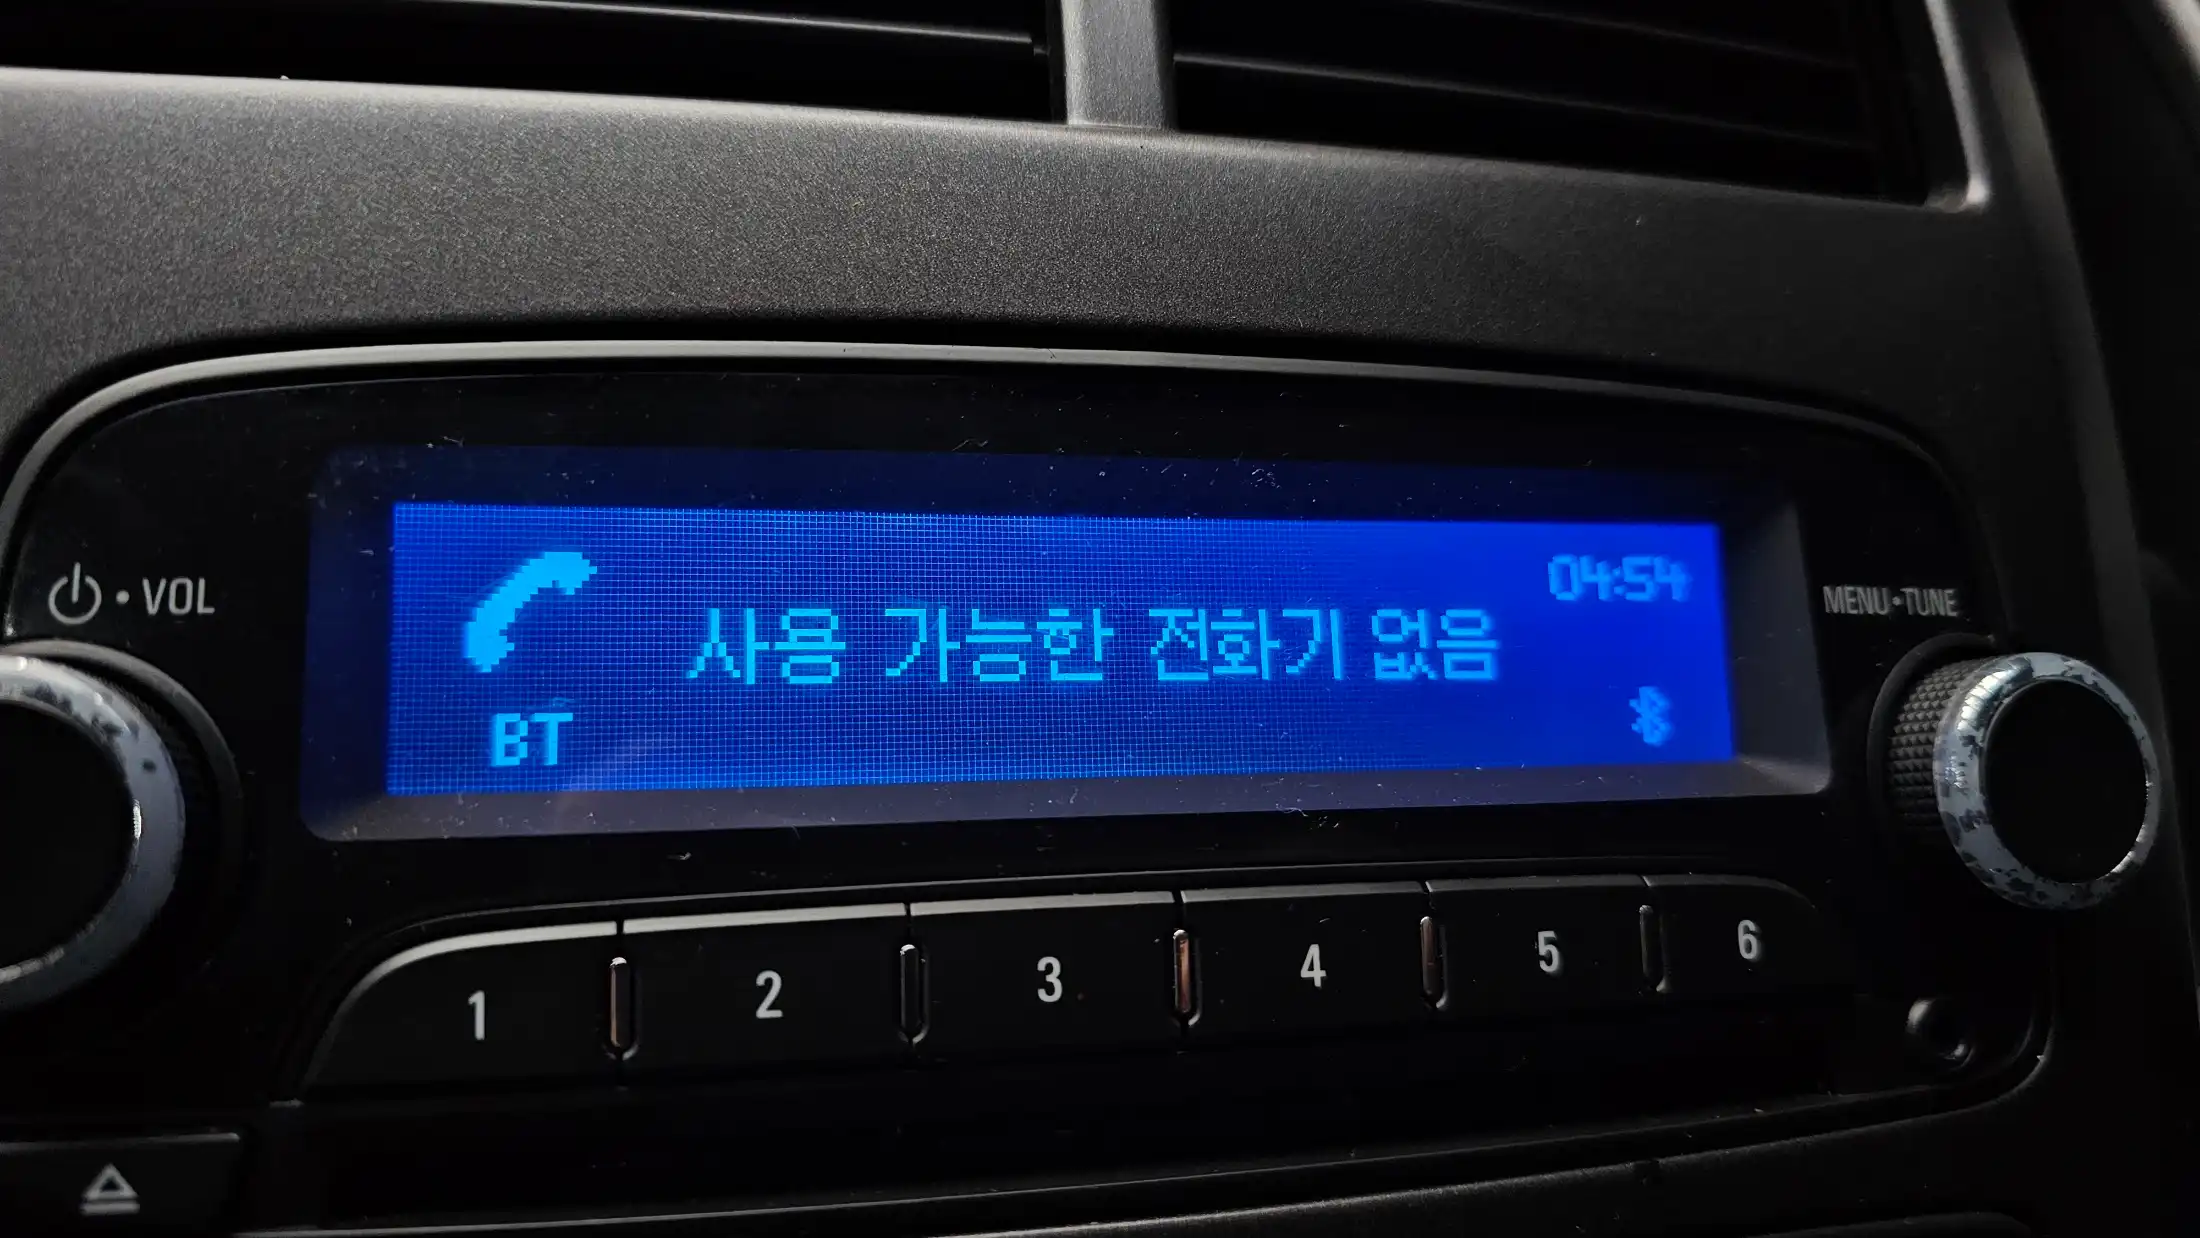 04:54
사용 가능한 전화기 없음
BT
VOL
MENU•TUNE
1 2 3 4 5 6